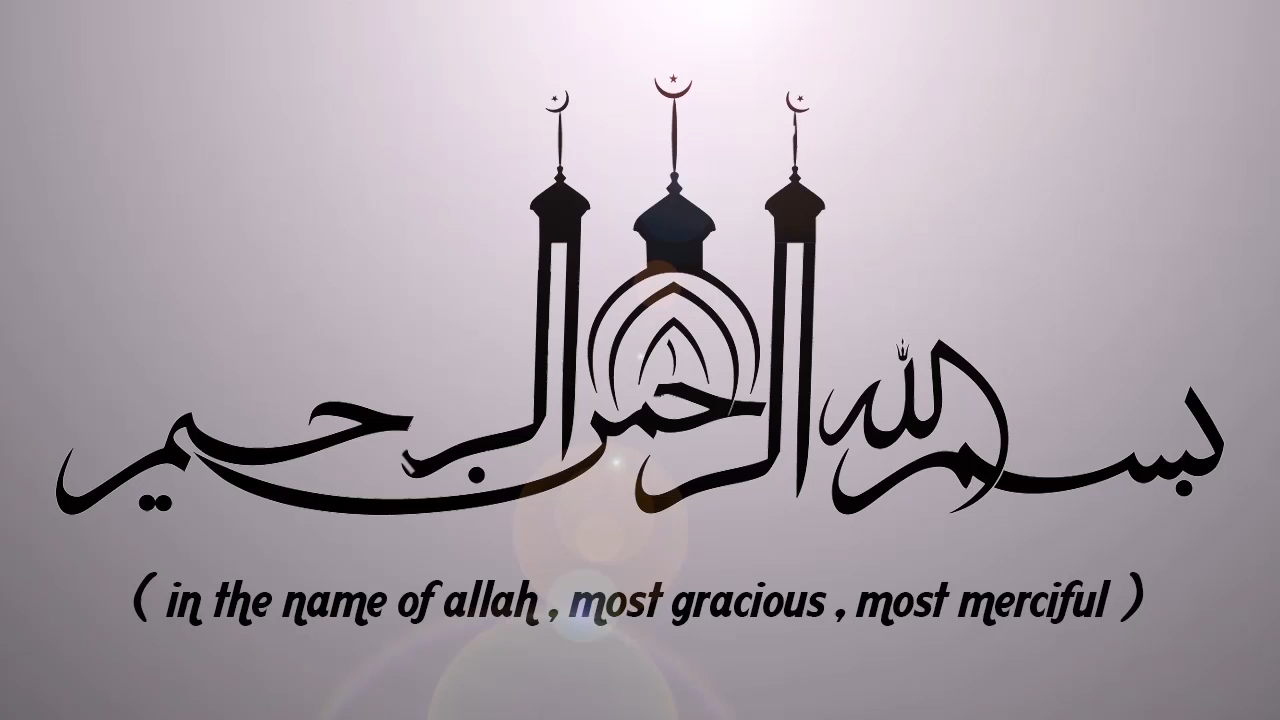 بسم الله الرحمن الرحيم
( in the name of allah , most gracious , most merciful )